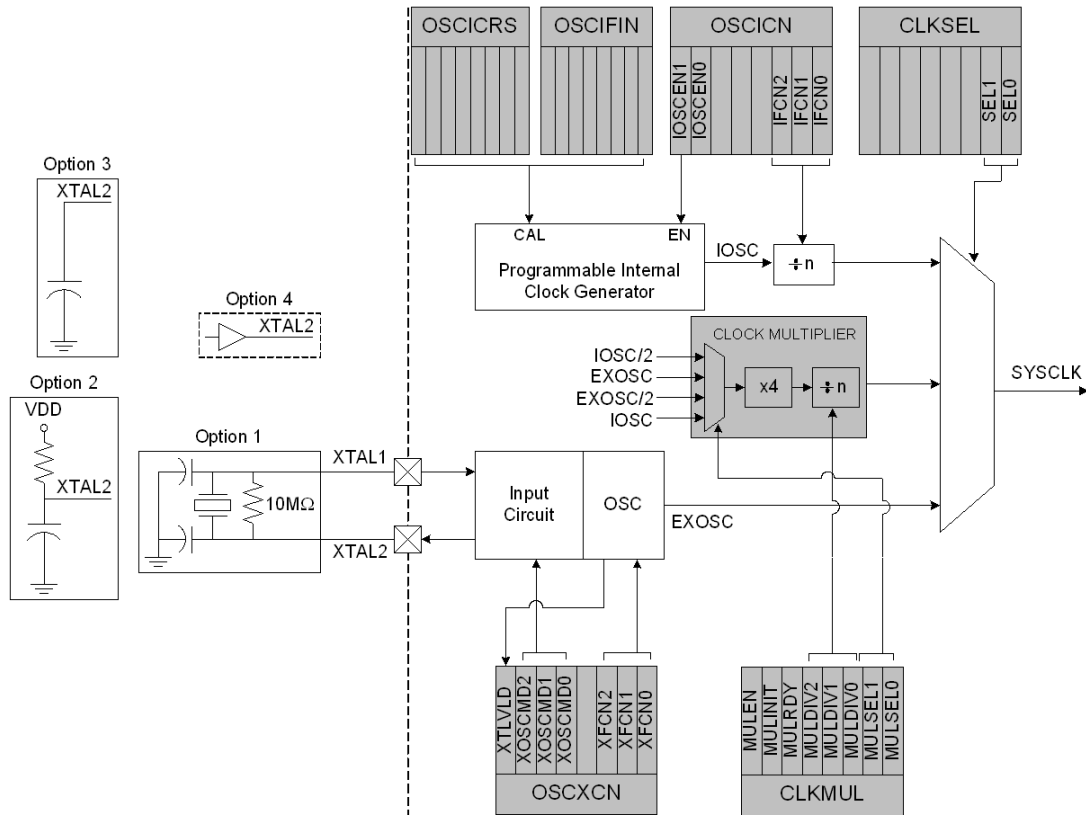 OSCICRS
OSCIFIN
OSCICN
CLKSEL
IOSCEN1
IOSCEN0
IFCN2
IFCN1
IFCN0
SEL1
SEL0
Option 3
XTAL2
CAL
EN
Programmable Internal
Clock Generator
IOSC
÷ n
Option 4
XTAL2
CLOCK MULTIPLIER
IOSC/2
EXOSC
EXOSC/2
IOSC
x4
÷ n
SYSCLK
Option 2
VDD
XTAL2
Option 1
10MΩ
XTAL1
XTAL2
Input
Circuit
OSC
EXOSC
XTLVLD
XOSCMD2
XOSCMD1
XOSCMD0
XFCN2
XFCN1
XFCN0
OSCXCN
MULEN
MULINIT
MULRDY
MULDIV2
MULDIV1
MULDIV0
MULSEL1
MULSEL0
CLKMUL